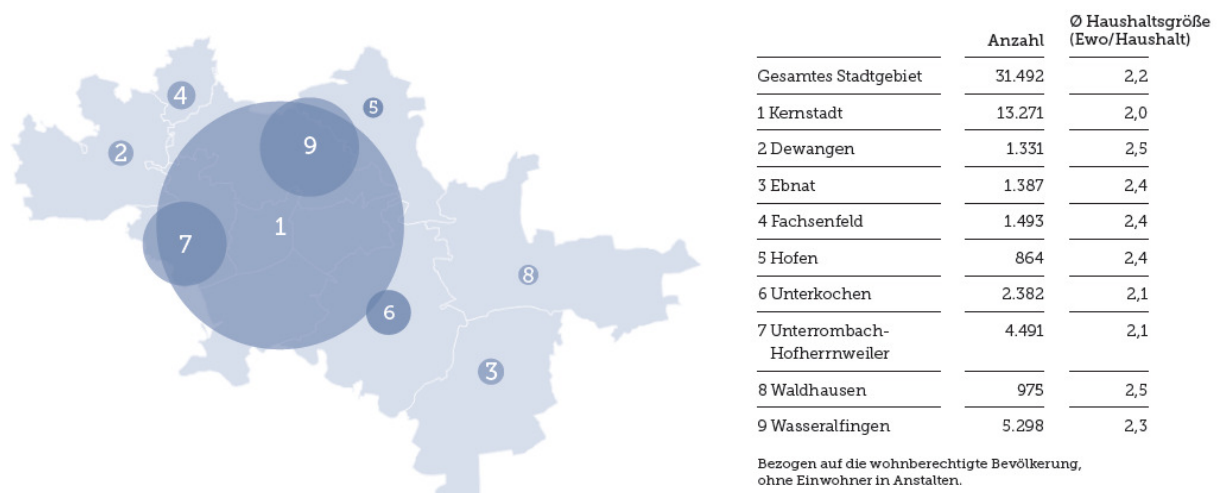 4
5
2
9
1
7
8
6
3
Anzahl Ø Haushaltsgröße (Ewo/Haushalt)
Gesamtes Stadtgebiet 31.492 2,2
1 Kernstadt 13.271 2,0
2 Dewangen 1.331 2,5
3 Ebnat 1.387 2,4
4 Fachsenfeld 1.493 2,4
5 Hofen 864 2,4
6 Unterkochen 2.382 2,1
7 Unterrombach- 4.491 2,1
Hofherrnweiler
8 Waldhausen 975 2,5
9 Wasseralfingen 5.298 2,3
Bezogen auf die wohnberechtigte Bevölkerung,
ohne Einwohner in Anstalten.